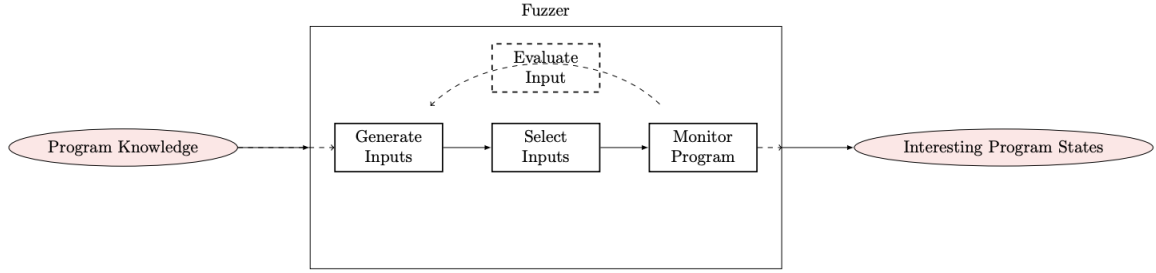 Fuzzer
Evaluate
Input
Program Knowledge
Generate
Inputs
Select
Inputs
Monitor
Program
Interesting Program States